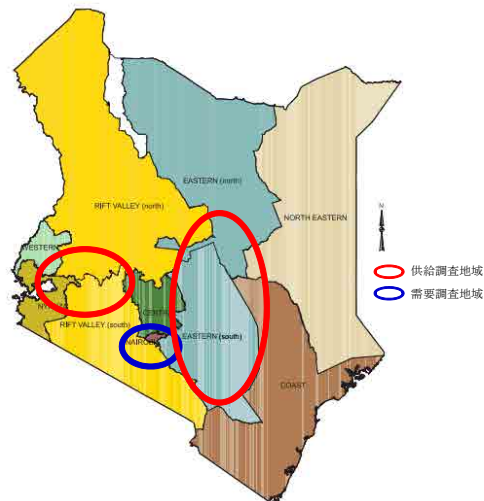 EASTERN (north)
RIFT VALLEY (north)
NORTH EASTERN
N
WESTERN
供給調査地域
需要調査地域
CENTRAL
RIFT VALLEY (south)
EASTERN (south)
NAIROBI
COAST